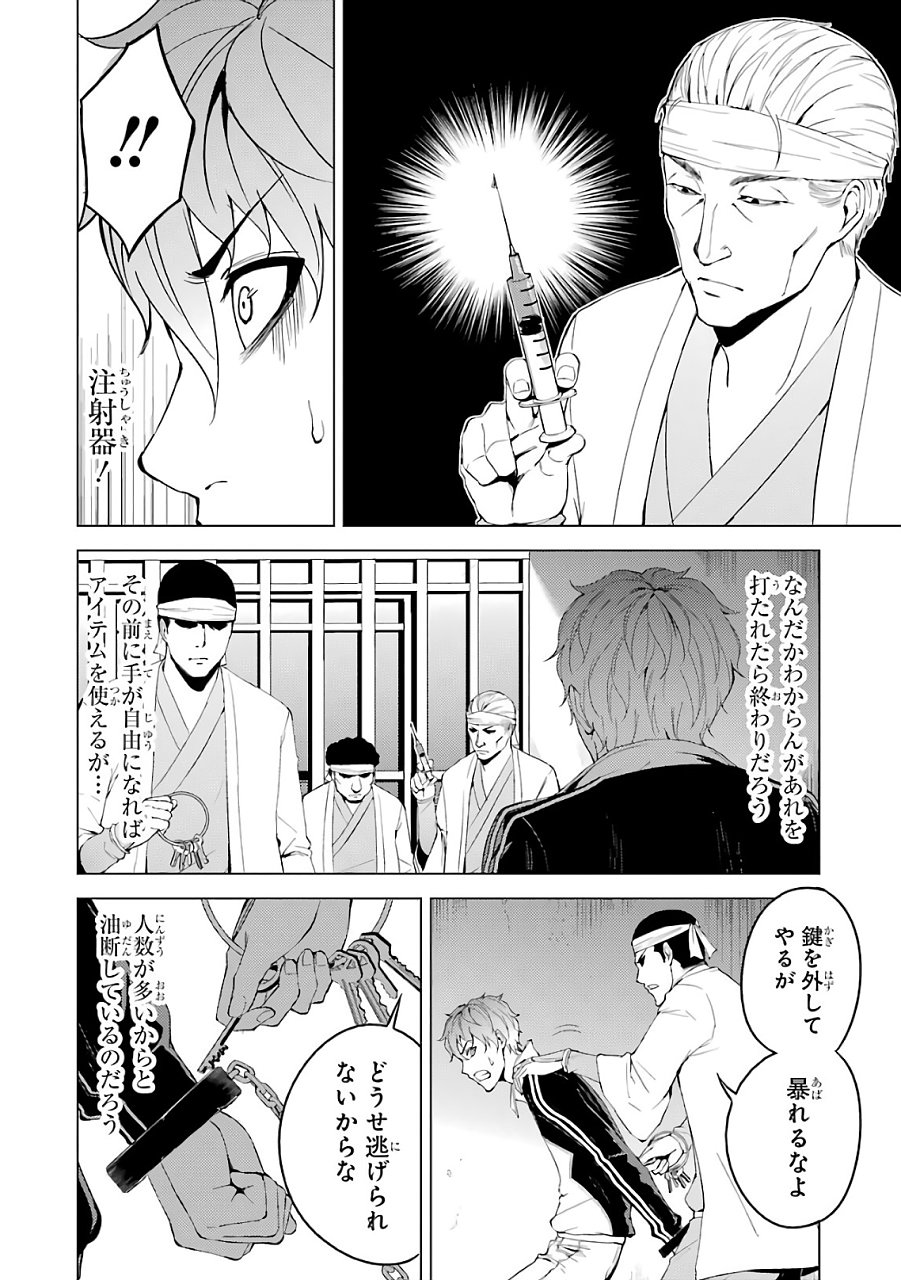 !!
注射器!
なんだかわからんがあれを
打たれたら終わりだろう
その前に手が自由になれば
アイテムを使えるが…
鍵を外して
やるが
暴れるなよ
どうせ逃げられ
ないからな
人数が多いからと
油断しているのだろう